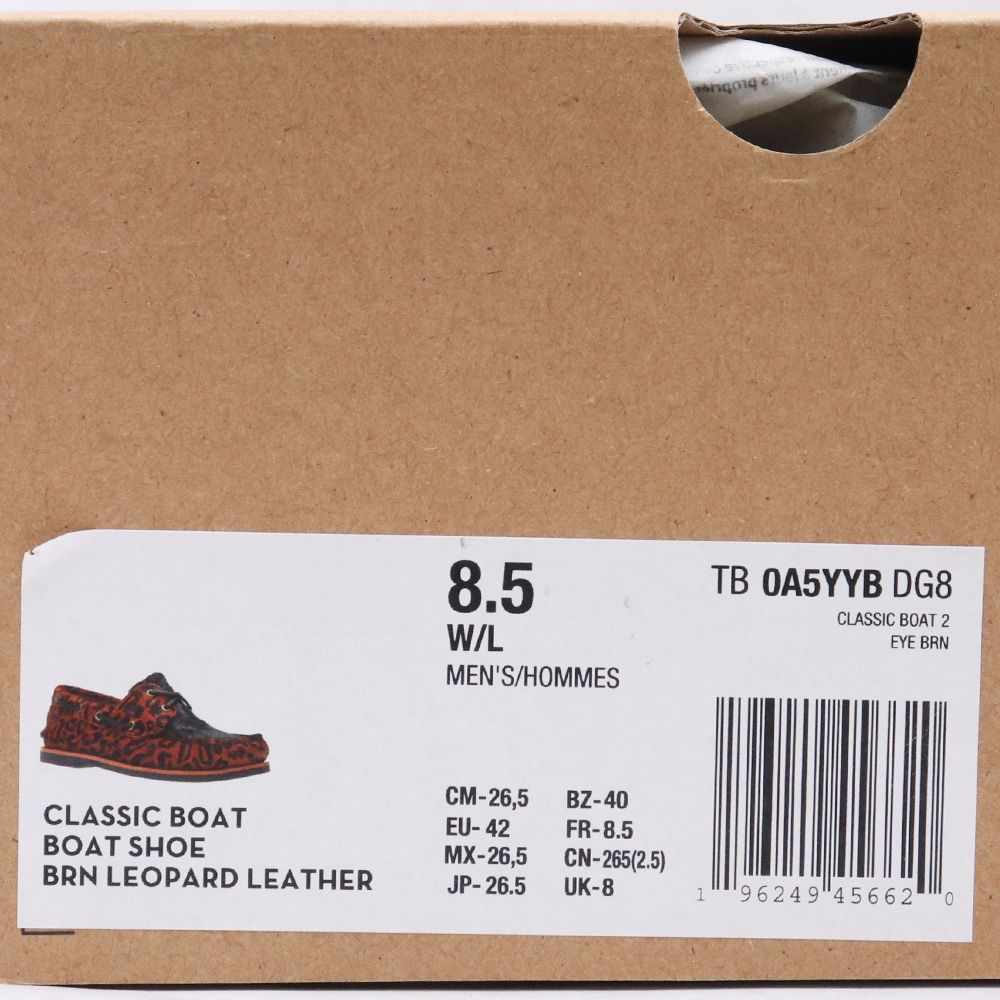 8.5
W/L
MEN'S/HOMMES
TB 0A5YYB DG8
CLASSIC BOAT 2
EYE BRN
CLASSIC BOAT
BOAT SHOE
BRN LEOPARD LEATHER
CM-26,5 BZ-40
EU- 42 FR-8.5
MX-26,5 CN-265(2.5)
JP- 26.5 UK-8
1 96249 45662 0